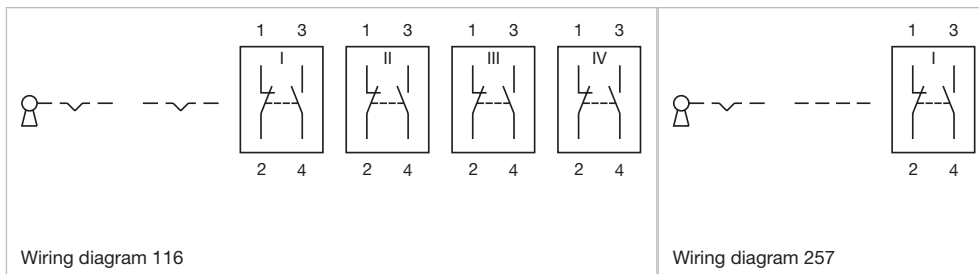 1 3 1 3 1 3 1 3 1 3
I II III IV I
2 4 2 4 2 4 2 4 2 4
Wiring diagram 116 Wiring diagram 257